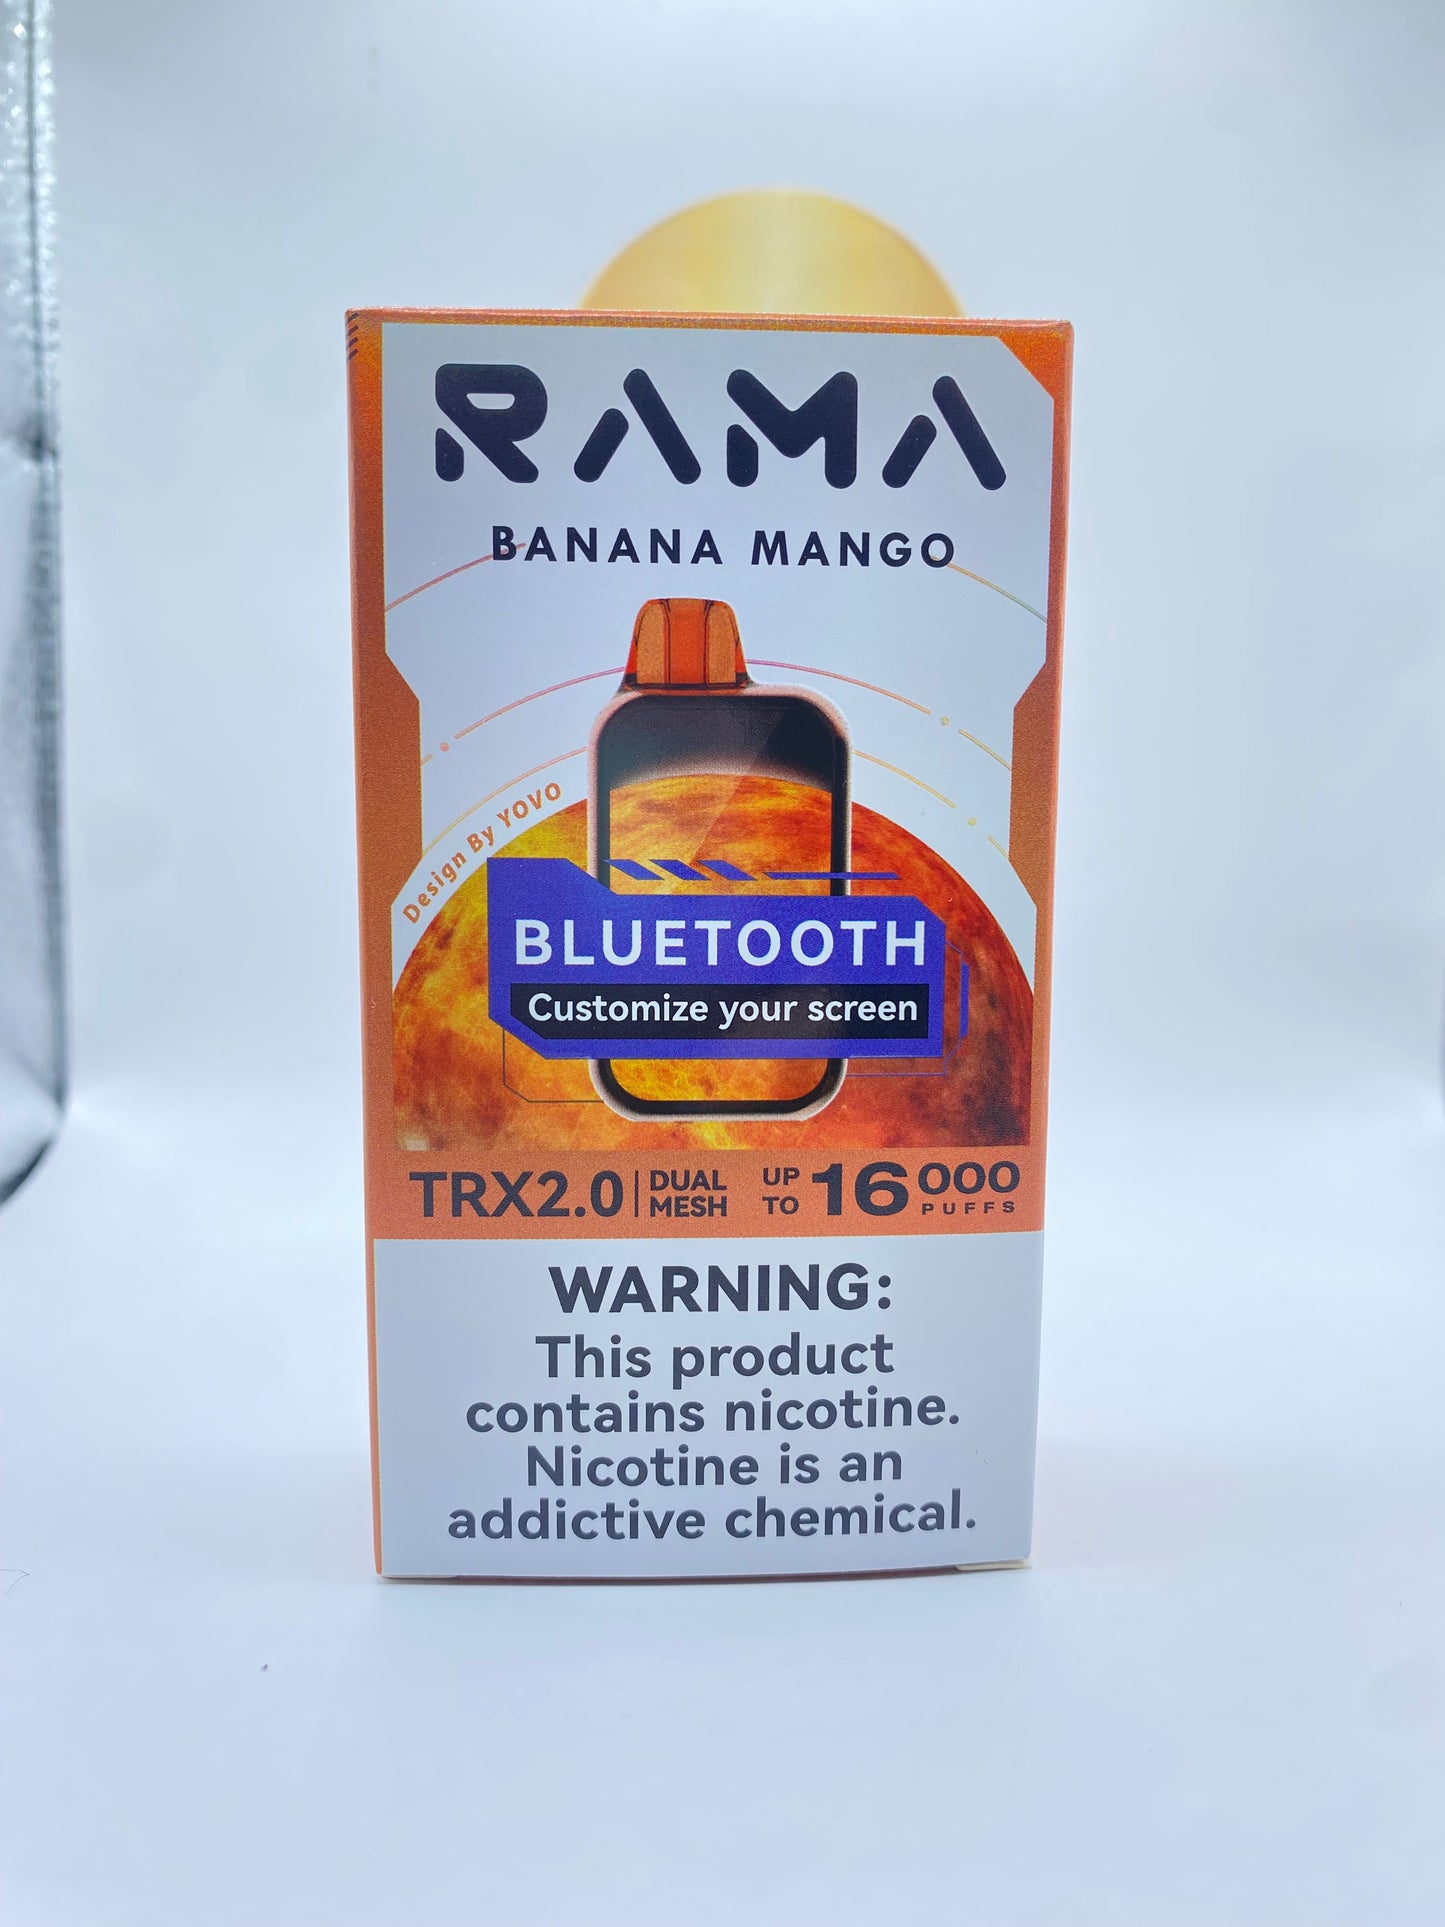 RAMA
BANANA MANGO
Design By YOVO
BLUETOOTH
Customize your screen
TRX2.0 | DUAL MESH UP TO 16000 PUFFS
WARNING:
This product
contains nicotine.
Nicotine is an
addictive chemical.